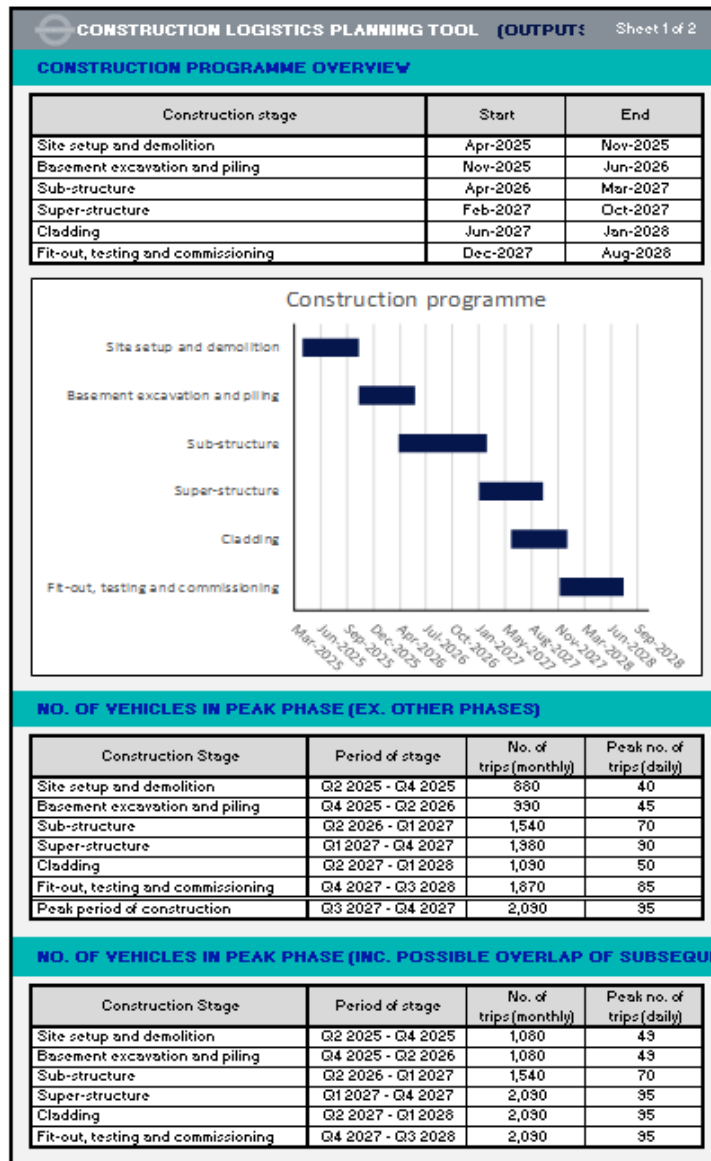 CONSTRUCTION LOGISTICS PLANNING TOOL (OUTPUTS Sheet 1 of 2
CONSTRUCTION PROGRAMME OVERVIEW
Construction stage Start End
Site setup and demolition Apr-2025 Nov-2025
Basement excavation and piling Nov-2025 Jun-2026
Sub-structure Apr-2026 Mar-2027
Super-structure Feb-2027 Oct-2027
Cladding Jun-2027 Jan-2028
Fit-out, testing and commissioning Dec-2027 Aug-2028
Construction programme
Site setup and demolition
Basement excavation and piling
Sub-structure
Super-structure
Cladding
Fit-out, testing and commissioning
Mar-2025 Jun-2025 Sep-2025 Dec-2025 Apr-2026 Jul-2026 Oct-2026 Jan-2027 May-2027 Aug-2027 Nov-2027 Mar-2028 Jun-2028 Sep-2028
NO. OF VEHICLES IN PEAK PHASE (EX. OTHER PHASES)
Construction Stage Period of stage No. of trips (monthly) Peak no. of trips (daily)
Site setup and demolition Q2 2025 - Q4 2025 880 40
Basement excavation and piling Q4 2025 - Q2 2026 990 45
Sub-structure Q2 2026 - Q1 2027 1,540 70
Super-structure Q1 2027 - Q4 2027 1,980 90
Cladding Q2 2027 - Q1 2028 1,090 50
Fit-out, testing and commissioning Q4 2027 - Q3 2028 1,870 85
Peak period of construction Q3 2027 - Q4 2027 2,090 95
NO. OF VEHICLES IN PEAK PHASE (INC. POSSIBLE OVERLAP OF SUBSEQU
Construction Stage Period of stage No. of trips (monthly) Peak no. of trips (daily)
Site setup and demolition Q2 2025 - Q4 2025 1,080 49
Basement excavation and piling Q4 2025 - Q2 2026 1,080 49
Sub-structure Q2 2026 - Q1 2027 1,540 70
Super-structure Q1 2027 - Q4 2027 2,090 95
Cladding Q2 2027 - Q1 2028 2,090 95
Fit-out, testing and commissioning Q4 2027 - Q3 2028 2,090 95